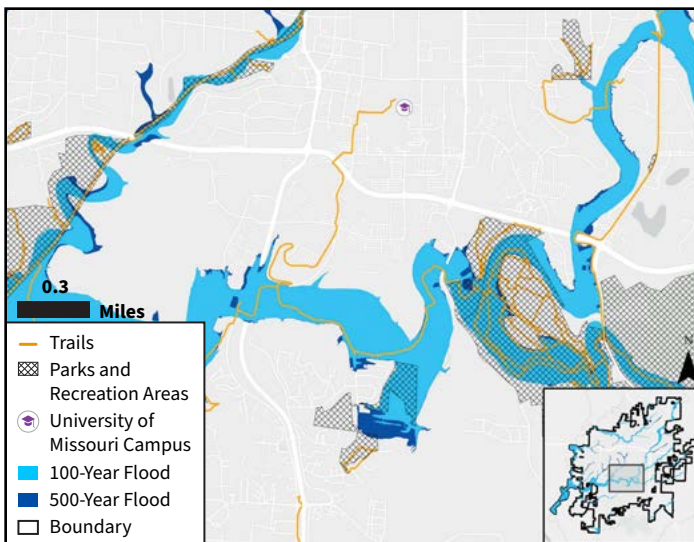 0.3
Miles
Trails
Parks and
Recreation Areas
University of
Missouri Campus
100-Year Flood
500-Year Flood
Boundary
N